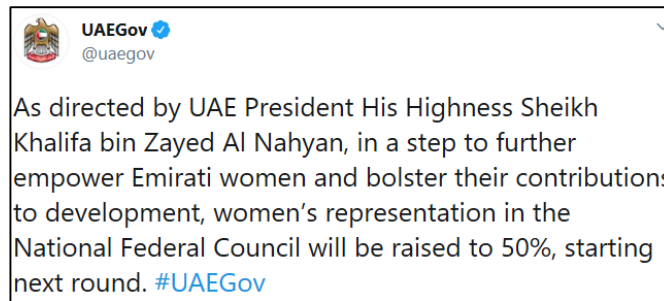 UAEGov
@uaegov
As directed by UAE President His Highness Sheikh
Khalifa bin Zayed Al Nahyan, in a step to further
empower Emirati women and bolster their contributions
to development, women’s representation in the
National Federal Council will be raised to 50%, starting
next round. #UAEGov